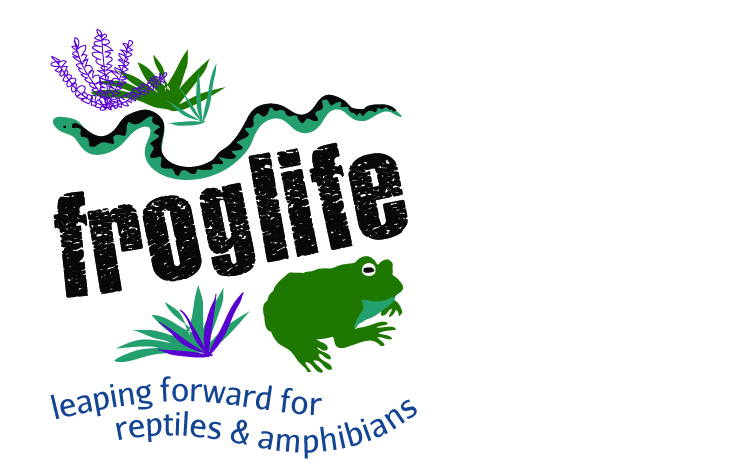 froglife
leaping forward for
reptiles & amphibians